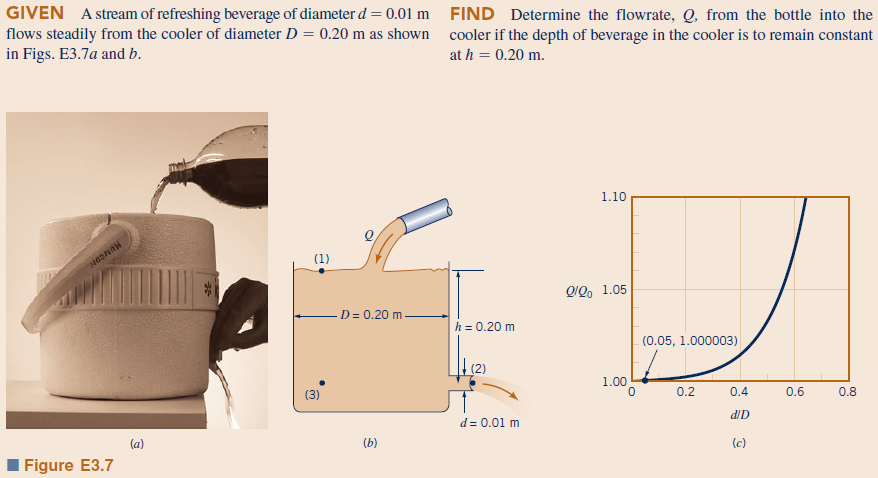 GIVEN A stream of refreshing beverage of diameter d = 0.01 m
flows steadily from the cooler of diameter D = 0.20 m as shown
in Figs. E3.7a and b.
FIND Determine the flowrate, Q, from the bottle into the
cooler if the depth of beverage in the cooler is to remain constant
at h = 0.20 m.
MUNSON
(a)
Q
(1)
D = 0.20 m
h = 0.20 m
(2)
(3)
d = 0.01 m
(b)
1.10
Q/Q₀ 1.05
(0.05, 1.000003)
1.00
0 0.2 0.4 0.6 0.8
d/D
(c)
Figure E3.7